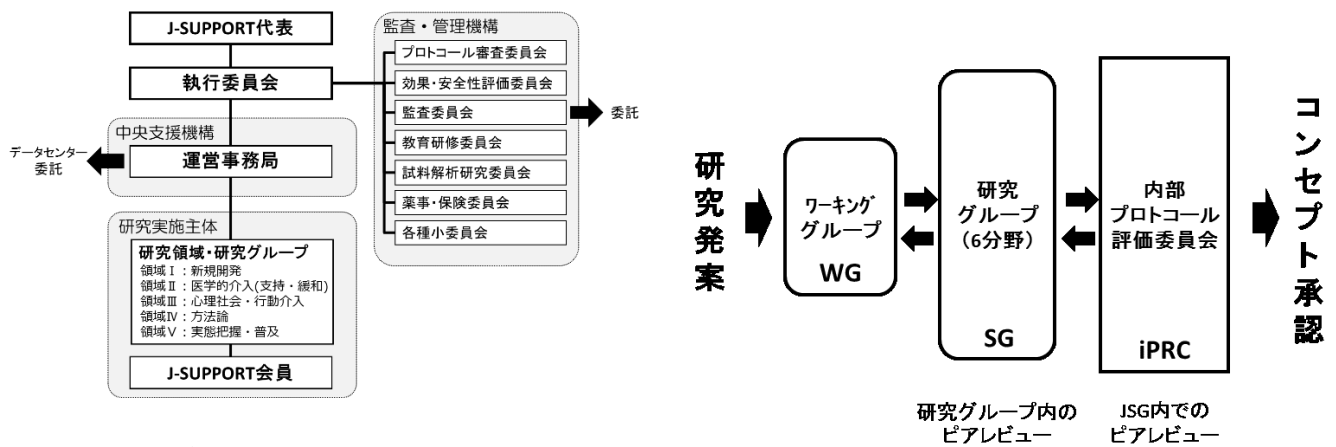 J-SUPPORT代表
執行委員会
中央支援機構
運営事務局
データセンター
委託
研究実施主体
研究領域・研究グループ
領域Ⅰ:新規開発
領域Ⅱ:医学的介入(支持・緩和)
領域Ⅲ:心理社会・行動介入
領域Ⅳ:方法論
領域Ⅴ:実態把握・普及
J-SUPPORT会員
監査・管理機構
プロトコール審査委員会
効果・安全性評価委員会
監査委員会
教育研修委員会
試料解析研究委員会
薬事・保険委員会
各種小委員会
委託
研究発案
ワーキング
グループ
WG
研究
グループ
(6分野)
SG
研究グループ内の
ピアレビュー
内部
プロトコール
評価委員会
iPRC
JSG内での
ピアレビュー
コンセプト承認